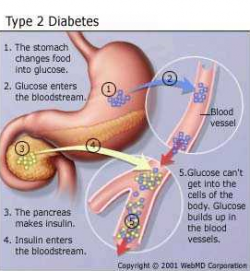 Type 2 Diabetes
1. The stomach
changes food
into glucose.
2. Glucose enters
the bloodstream.
1
2
Blood
vessel
3
4
5
3. The pancreas
makes insulin.
4. Insulin enters
the bloodstream.
5.Glucose can't
get into the
cells of the
body. Glucose
builds up in
the blood
vessels.
Copyright © 2001 WebMD Corporation